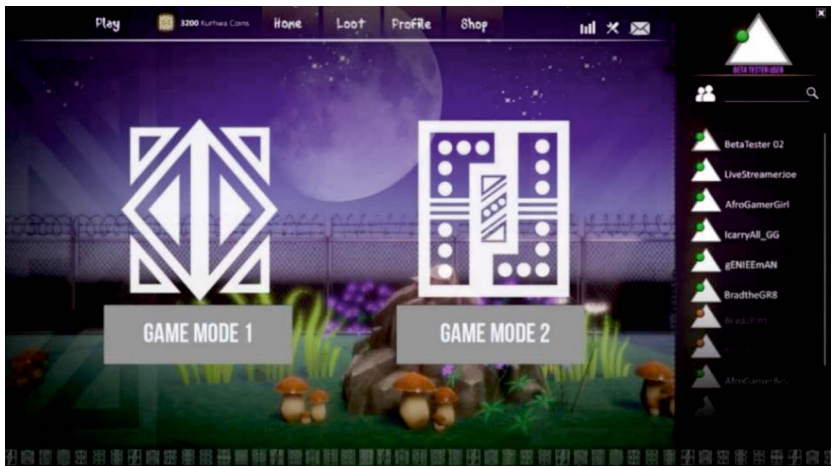 Play
3200 Kurhwa Coins
Home
Loot
Profile
Shop
BETA TESTER USER
BetaTester 02
LiveStreamerJoe
AfroGamerGirl
IcarryAll_GG
gENIEEmAN
BradtheGR8
GAME MODE 1
GAME MODE 2